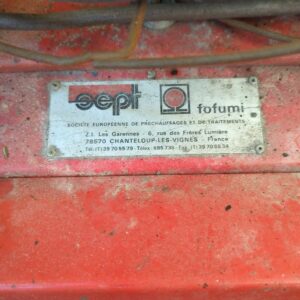 sept fofumi
SOCIETE EUROPEENNE DE PRECHAUFFAGES ET DE TRAITEMENTS
Z.I. Les Garennes - 6, rue des Frères Lumière
78570 CHANTELOUP-LES-VIGNES - France